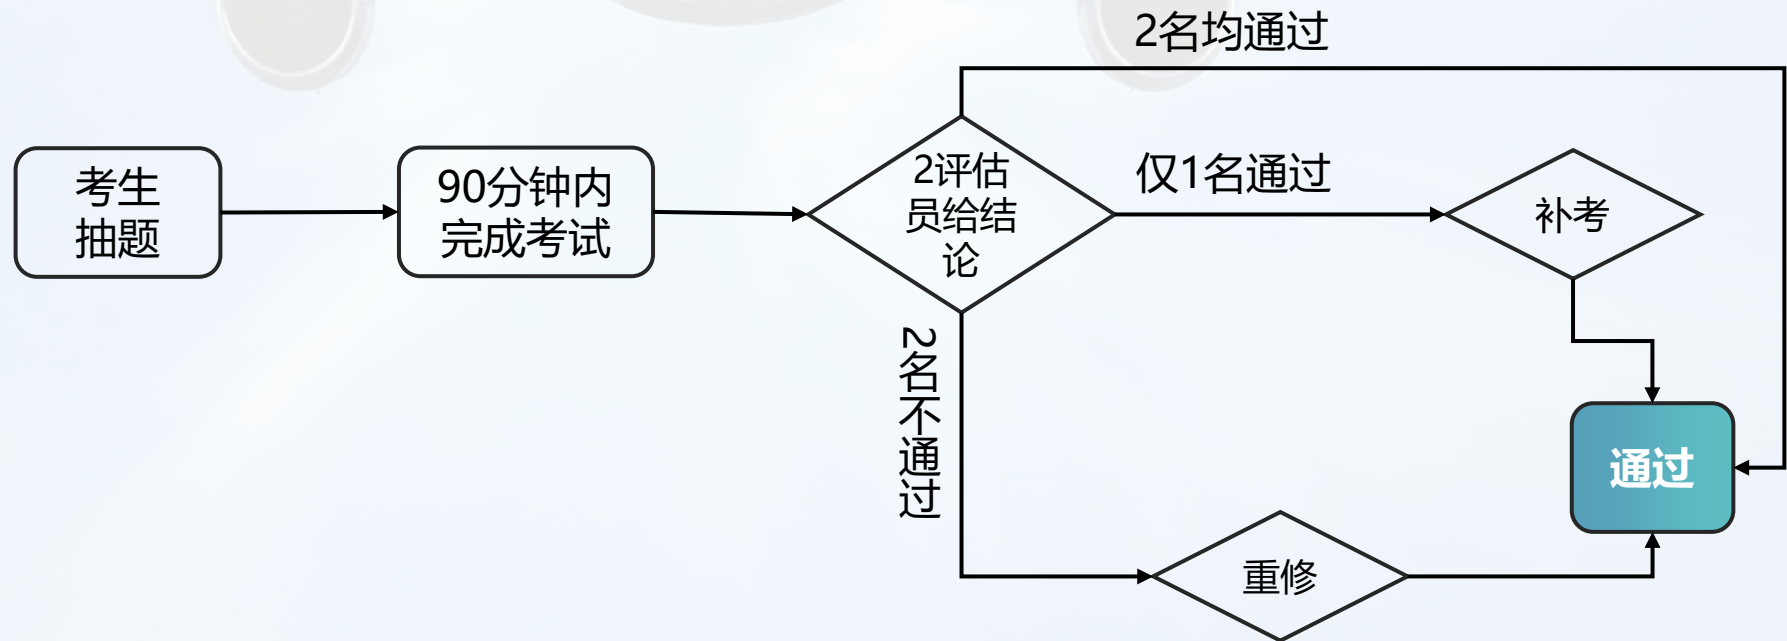 2名均通过
考生
抽题
90分钟内
完成考试
2评估
员给结
论
仅1名通过
补考
2名不通过
通过
重修